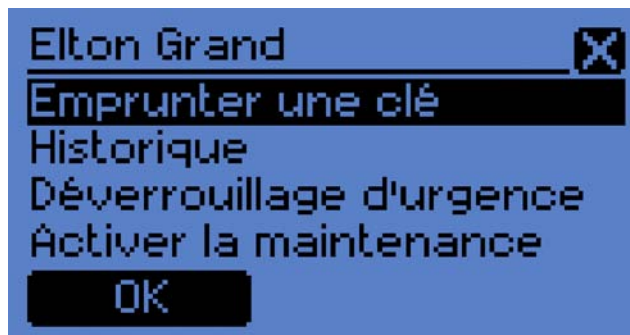 Elton Grand
Emprunter une clé
Historique
Déverrouillage d'urgence
Activer la maintenance
OK